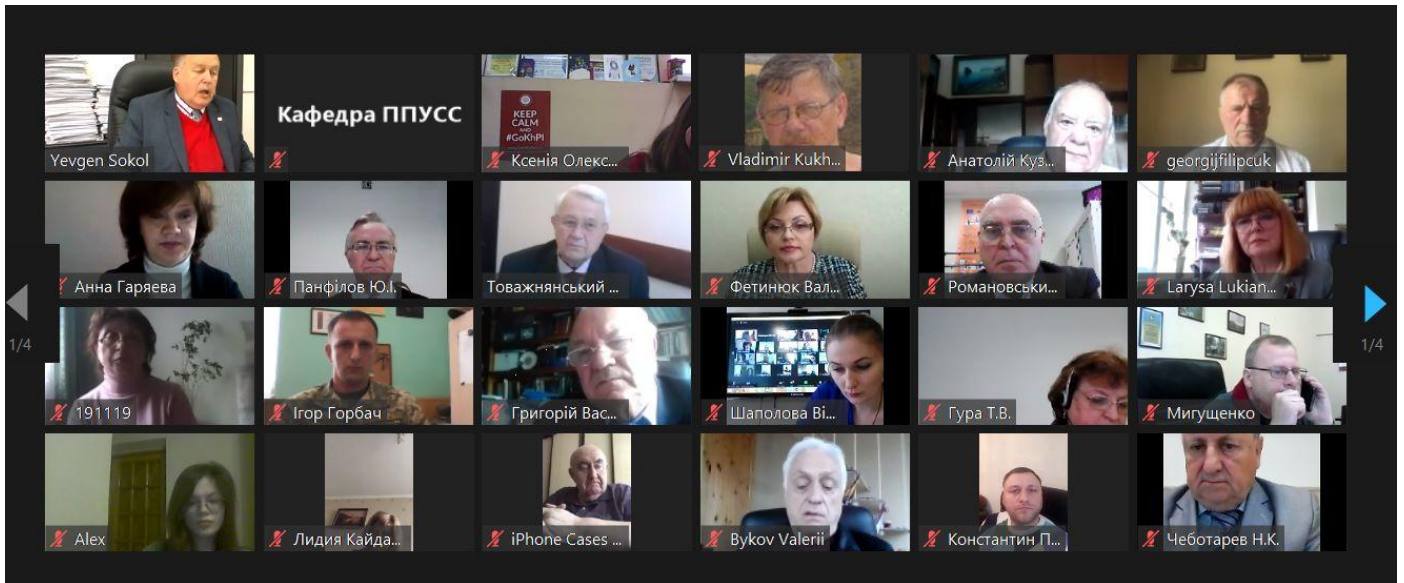 Yevgen Sokol
Кафедра ППУСС
KEEP
CALM
AND
#GoKhPI
Ксенія Олекс...
Vladimir Kukh...
Анатолій Куз...
georgijfilipcuk
Анна Гаряева
Панфілов Ю.І.
Товажнянський ...
Фетинюк Вал...
Романовськи...
Larysa Lukian...
1/4
1/4
191119
Ігор Горбач
Григорій Вас...
Шаполова Ві...
Гура Т.В.
Мигущенко
Alex
Лидия Кайда...
iPhone Cases ...
Bykov Valerii
Константин П...
Чеботарев Н.К.